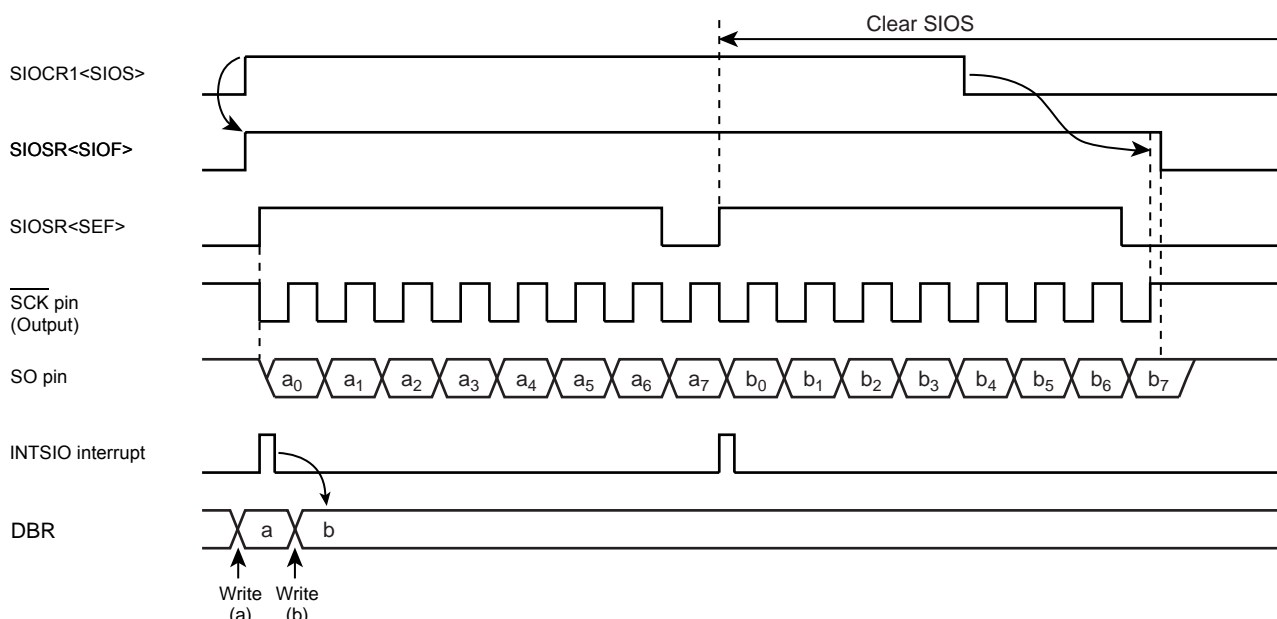 Clear SIOS
SIOCR1<SIOS>
SIOSR<SIOF>
SIOSR<SEF>
SCK pin
(Output)
SO pin
a0 a1 a2 a3 a4 a5 a6 a7 b0 b1 b2 b3 b4 b5 b6 b7
INTSIO interrupt
DBR
a b
Write Write
(a) (b)